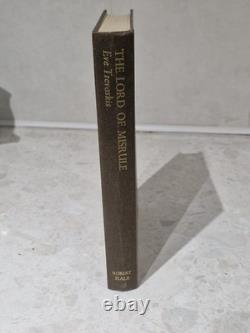 THE LORD OF MISRULE
Eve Trevaskis
ROBERT
HALE